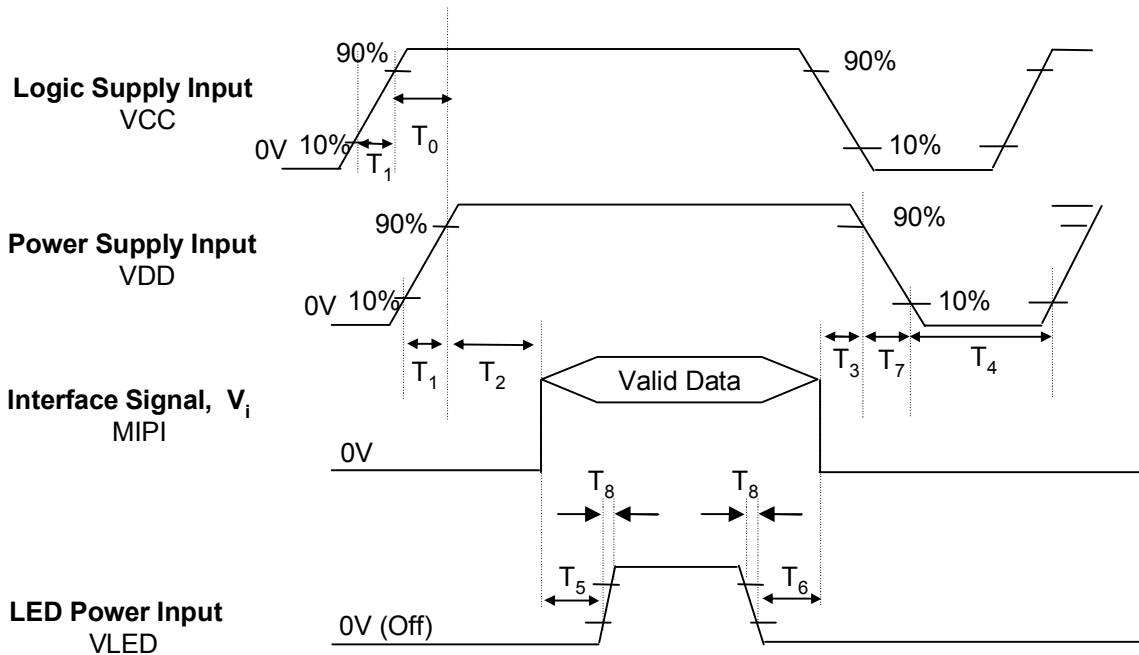 90%
90%
Logic Supply Input
VCC
0V 10%
T1
T0
10%
90%
90%
Power Supply Input
VDD
0V 10%
10%
T1
T2
T3
T7
T4
Valid Data
Interface Signal, Vi
MIPI
0V
T8
T8
T5
T6
LED Power Input
VLED
0V (Off)